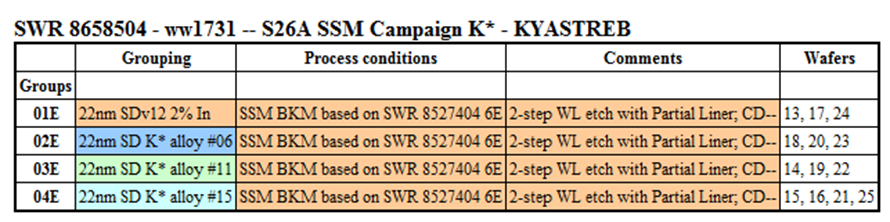 SWR 8658504 - ww1731 -- S26A SSM Campaign K* - KYASTREB
Grouping Process conditions Comments Wafers
Groups
01E 22nm SDv12 2% In SSM BKM based on SWR 8527404 6E 2-step WL etch with Partial Liner; CD-- 13, 17, 24
02E 22nm SD K* alloy #06 SSM BKM based on SWR 8527404 6E 2-step WL etch with Partial Liner; CD-- 18, 20, 23
03E 22nm SD K* alloy #11 SSM BKM based on SWR 8527404 6E 2-step WL etch with Partial Liner; CD-- 14, 19, 22
04E 22nm SD K* alloy #15 SSM BKM based on SWR 8527404 6E 2-step WL etch with Partial Liner; CD-- 15, 16, 21, 25